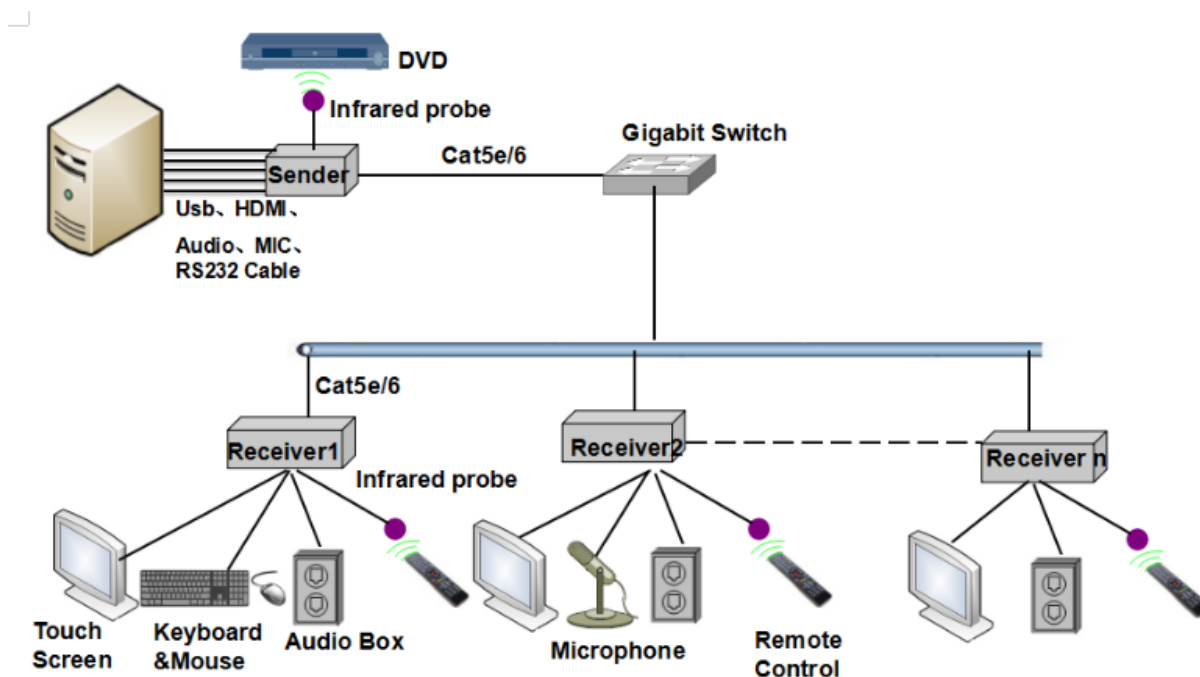 DVD
Infrared probe
Gigabit Switch
Cat5e/6
Sender
Usb、HDMI、
Audio、MIC、
RS232 Cable
Cat5e/6
Receiver1
Receiver2
Receiver n
Infrared probe
Touch
Screen
Keyboard
&Mouse
Audio Box
Microphone
Remote
Control